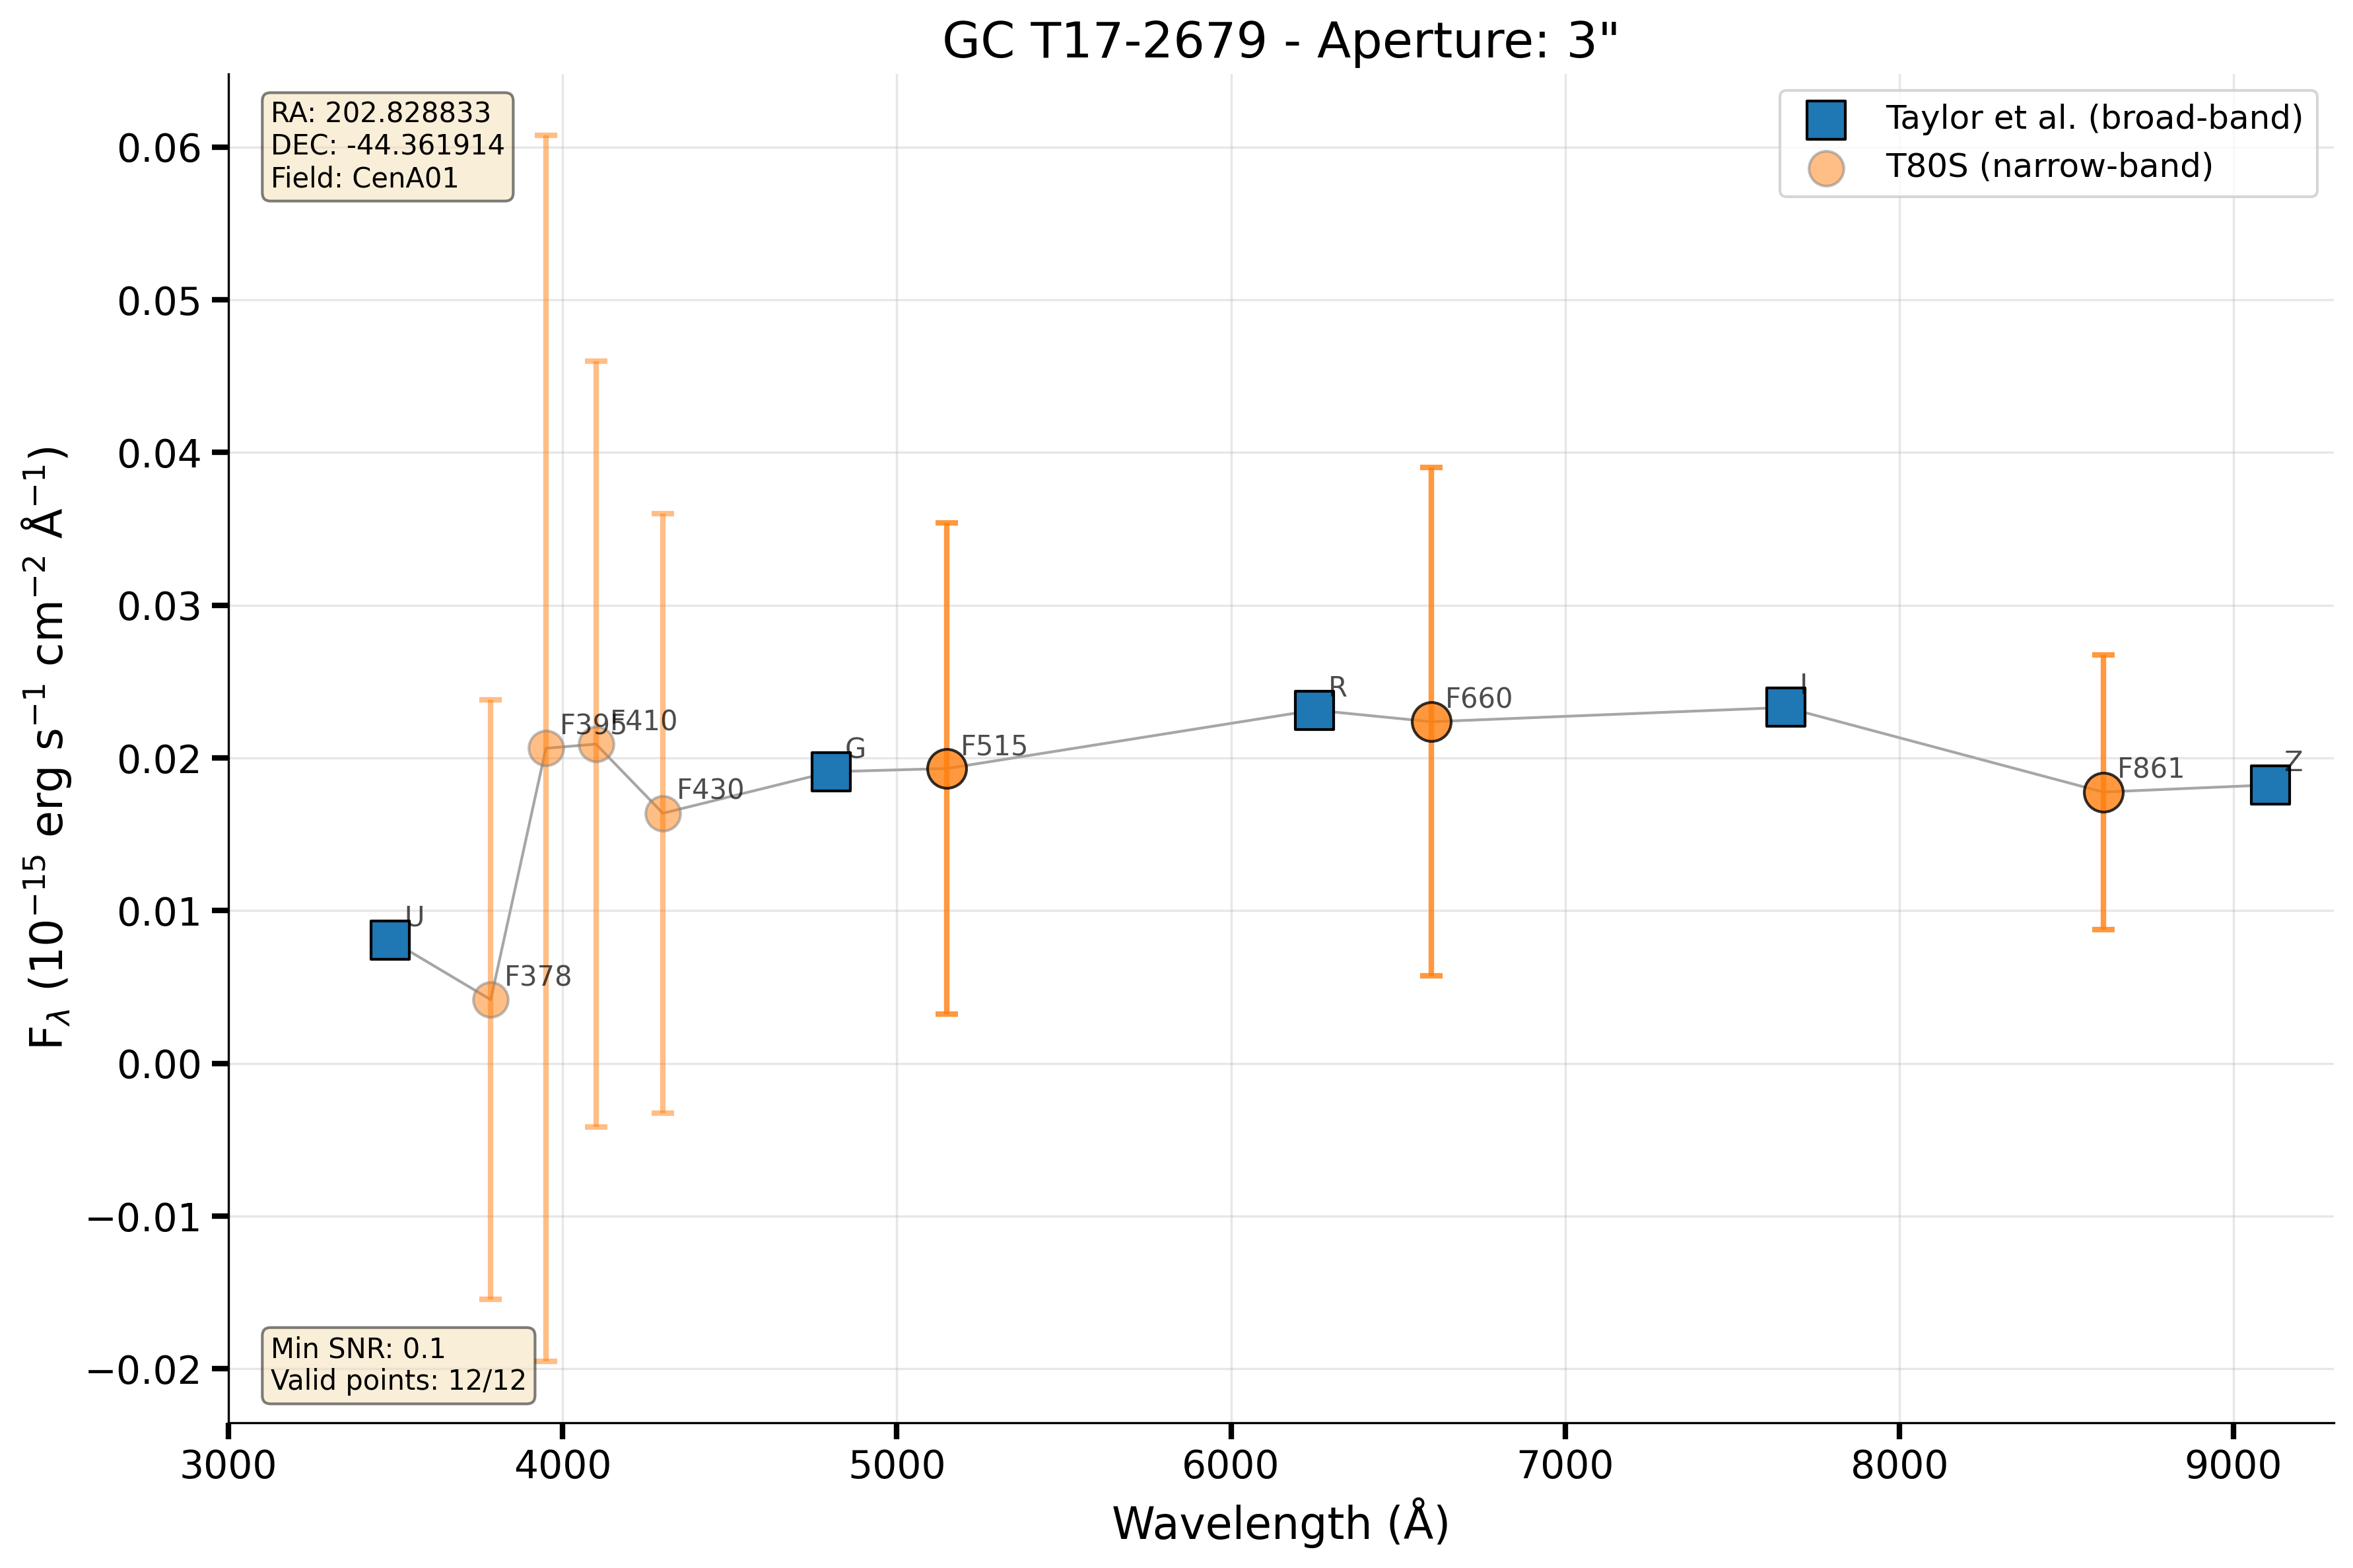 GC T17-2679 - Aperture: 3"
RA: 202.828833
DEC: -44.361914
Field: CenA01
Taylor et al. (broad-band)
T80S (narrow-band)
0.06
0.05
0.04
0.03
0.02
0.01
0.00
−0.01
−0.02
F_λ (10⁻¹⁵ erg s⁻¹ cm⁻² Å⁻¹)
U
F378
F395
F410
F430
G
F515
R
F660
I
F861
Z
Min SNR: 0.1
Valid points: 12/12
3000
4000
5000
6000
7000
8000
9000
Wavelength (Å)